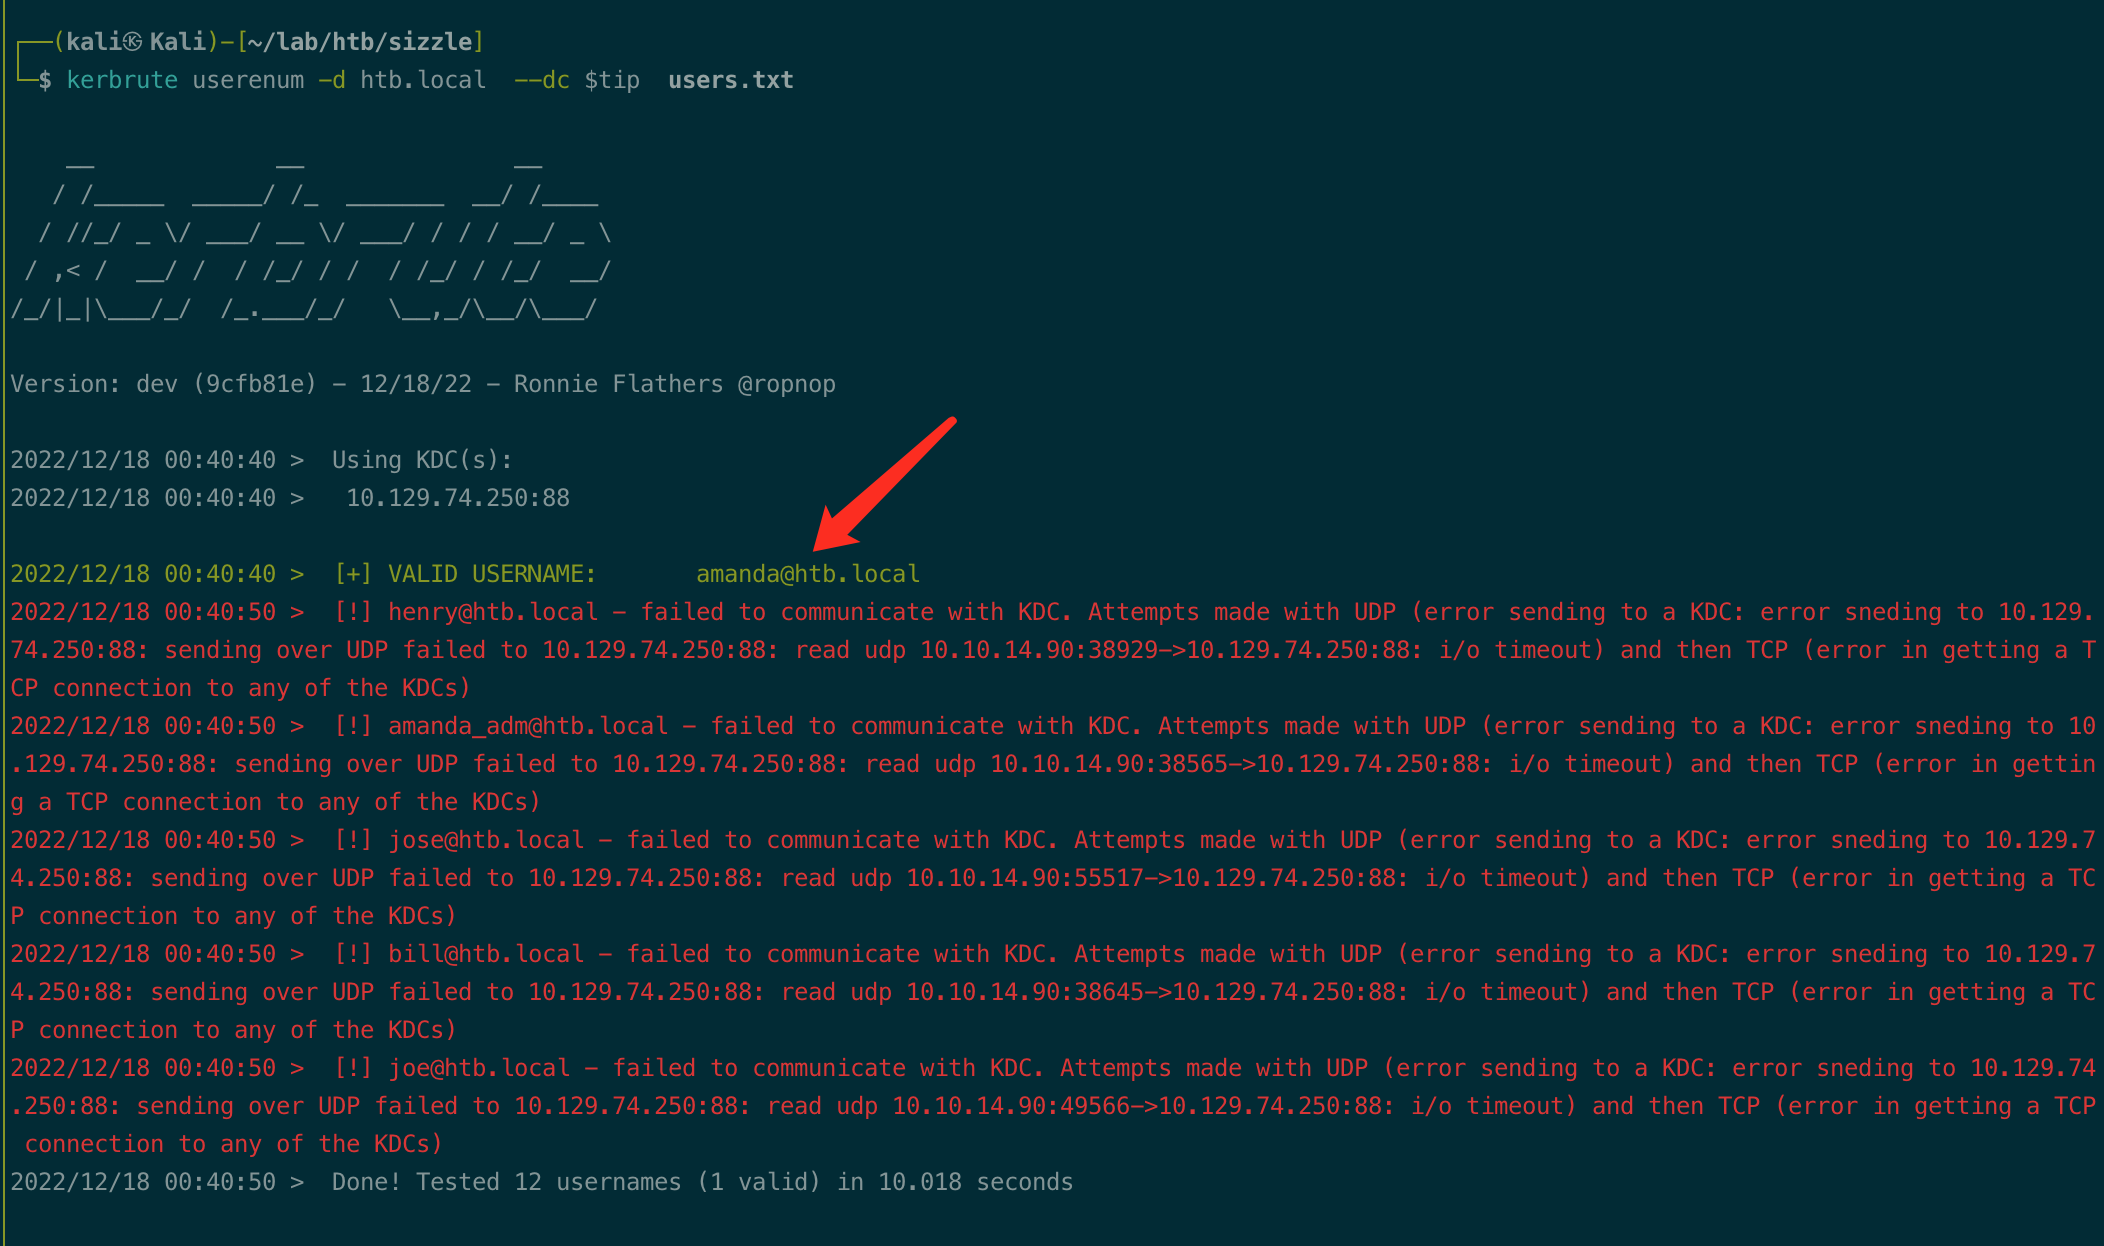 ┌──(kali㉿Kali)-[~/lab/htb/sizzle]
└─$ kerbrute userenum -d htb.local  --dc $tip  users.txt
    __             __               __
   / /_____  _____/ /_  _______  __/ /____
  / //_/ _ \/ ___/ __ \/ ___/ / / / __/ _ \
 / ,< /  __/ /  / /_/ / /  / /_/ / /_/  __/
/_/|_|\___/_/  /_.___/_/   \__,_/\__/\___/
Version: dev (9cfb81e) - 12/18/22 - Ronnie Flathers @ropnop
2022/12/18 00:40:40 >  Using KDC(s):
2022/12/18 00:40:40 >   10.129.74.250:88
2022/12/18 00:40:40 >  [+] VALID USERNAME:       amanda@htb.local
2022/12/18 00:40:50 >  [!] henry@htb.local - failed to communicate with KDC. Attempts made with UDP (error sending to a KDC: error sneding to 10.129.
74.250:88: sending over UDP failed to 10.129.74.250:88: read udp 10.10.14.90:38929->10.129.74.250:88: i/o timeout) and then TCP (error in getting a T
CP connection to any of the KDCs)
2022/12/18 00:40:50 >  [!] amanda_adm@htb.local - failed to communicate with KDC. Attempts made with UDP (error sending to a KDC: error sneding to 10
.129.74.250:88: sending over UDP failed to 10.129.74.250:88: read udp 10.10.14.90:38565->10.129.74.250:88: i/o timeout) and then TCP (error in gettin
g a TCP connection to any of the KDCs)
2022/12/18 00:40:50 >  [!] jose@htb.local - failed to communicate with KDC. Attempts made with UDP (error sending to a KDC: error sneding to 10.129.7
4.250:88: sending over UDP failed to 10.129.74.250:88: read udp 10.10.14.90:55517->10.129.74.250:88: i/o timeout) and then TCP (error in getting a TC
P connection to any of the KDCs)
2022/12/18 00:40:50 >  [!] bill@htb.local - failed to communicate with KDC. Attempts made with UDP (error sending to a KDC: error sneding to 10.129.7
4.250:88: sending over UDP failed to 10.129.74.250:88: read udp 10.10.14.90:38645->10.129.74.250:88: i/o timeout) and then TCP (error in getting a TC
P connection to any of the KDCs)
2022/12/18 00:40:50 >  [!] joe@htb.local - failed to communicate with KDC. Attempts made with UDP (error sending to a KDC: error sneding to 10.129.74
.250:88: sending over UDP failed to 10.129.74.250:88: read udp 10.10.14.90:49566->10.129.74.250:88: i/o timeout) and then TCP (error in getting a TCP
 connection to any of the KDCs)
2022/12/18 00:40:50 >  Done! Tested 12 usernames (1 valid) in 10.018 seconds